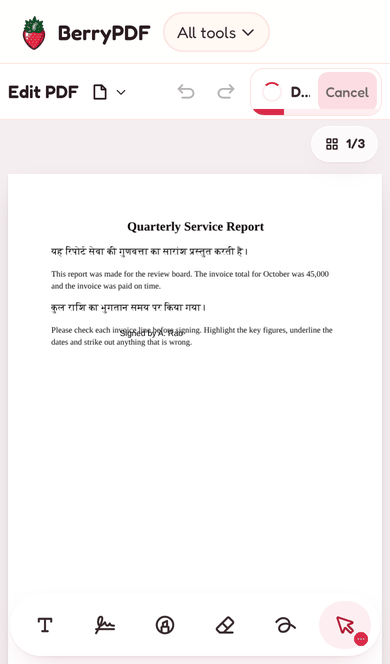 BerryPDF
All tools
Edit PDF
D...
Cancel
1/3
Quarterly Service Report
यह रिपोर्ट सेवा की गुणवत्ता का सारांश प्रस्तुत करती है।
This report was made for the review board. The invoice total for October was 45,000
and the invoice was paid on time.
कुल राशि का भुगतान समय पर किया गया।
Please check each invoice line before signing. Highlight the key figures, underline the
Signed by A. Rao
dates and strike out anything that is wrong.